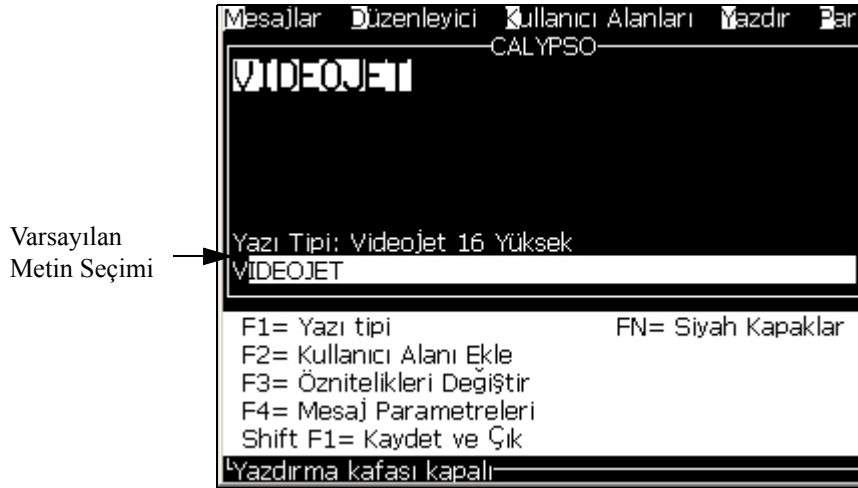 Mesajlar Düzenleyici Kullanıcı Alanları Yazdır Par
CALYPSO
VIDEOJET
Varsayılan
Metin Seçimi
Yazı Tipi: Videojet 16 Yüksek
VIDEOJET
F1= Yazı tipi FN= Siyah Kapaklar
F2= Kullanıcı Alanı Ekle
F3= Öznitelikleri Değiştir
F4= Mesaj Parametreleri
Shift F1= Kaydet ve Çık
Yazdırma kafası kapalı